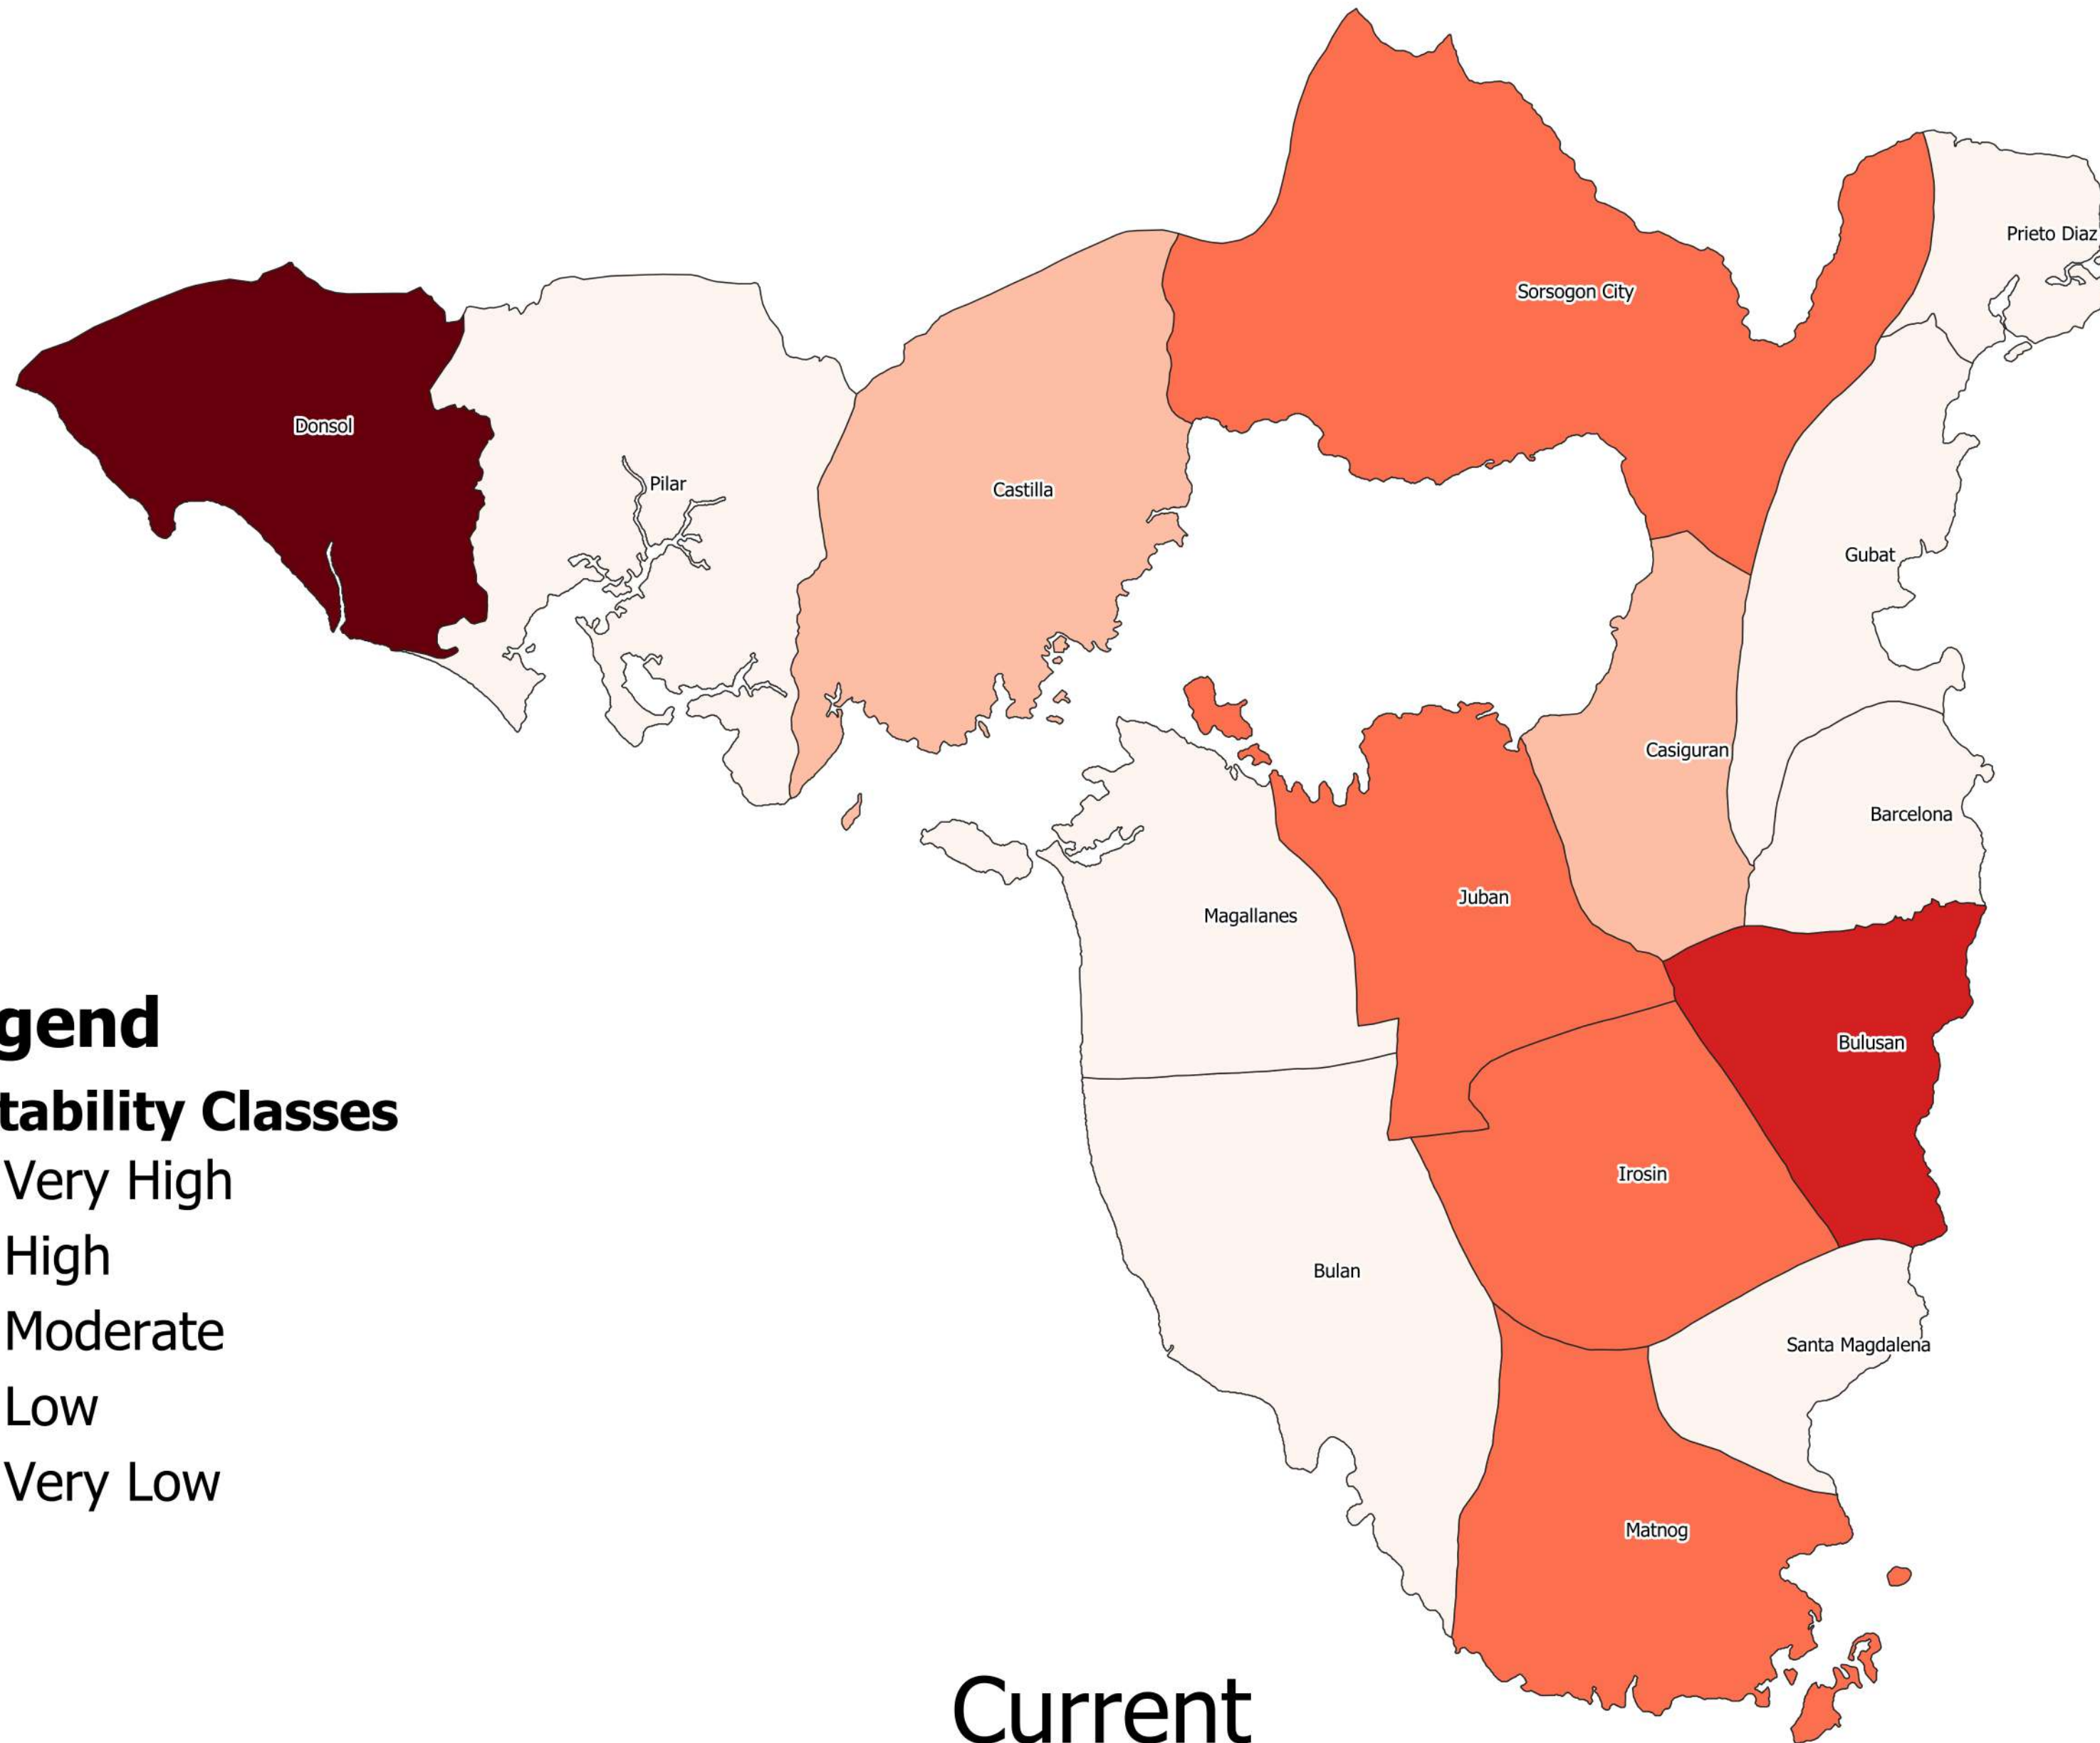 Sorsogon City
Prieto Diaz
Donsol
Pilar
Castilla
Gubat
Casiguran
Barcelona
Juban
Magallanes
Bulusan
Irosin
Bulan
Santa Magdalena
Matnog
gend
tability Classes
Very High
High
Moderate
Low
Very Low
Current